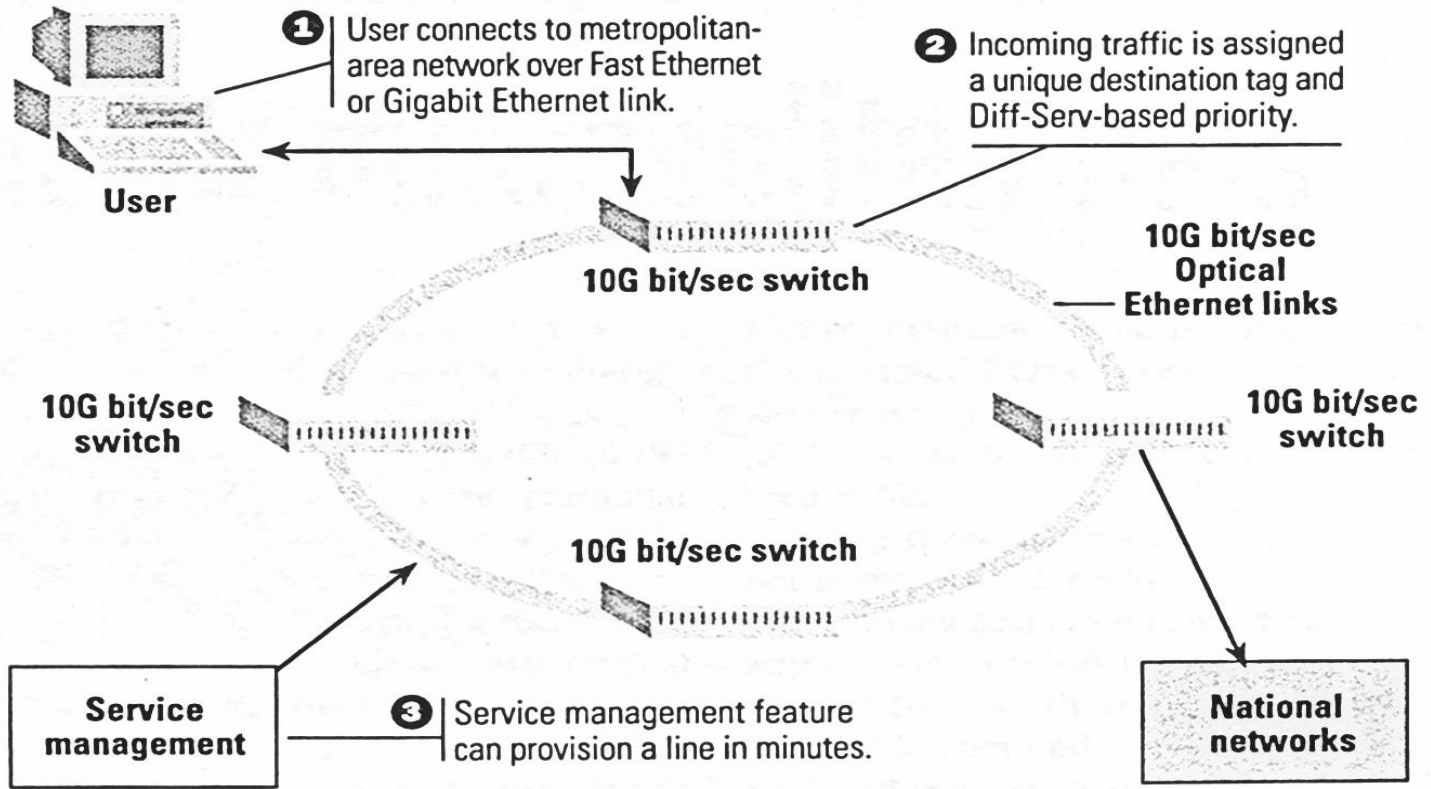 1 User connects to metropolitan-
area network over Fast Ethernet
or Gigabit Ethernet link.
2 Incoming traffic is assigned
a unique destination tag and
Diff-Serv-based priority.
User
10G bit/sec switch
10G bit/sec
Optical
Ethernet links
10G bit/sec
switch
10G bit/sec
switch
10G bit/sec switch
Service
management
3 Service management feature
can provision a line in minutes.
National
networks